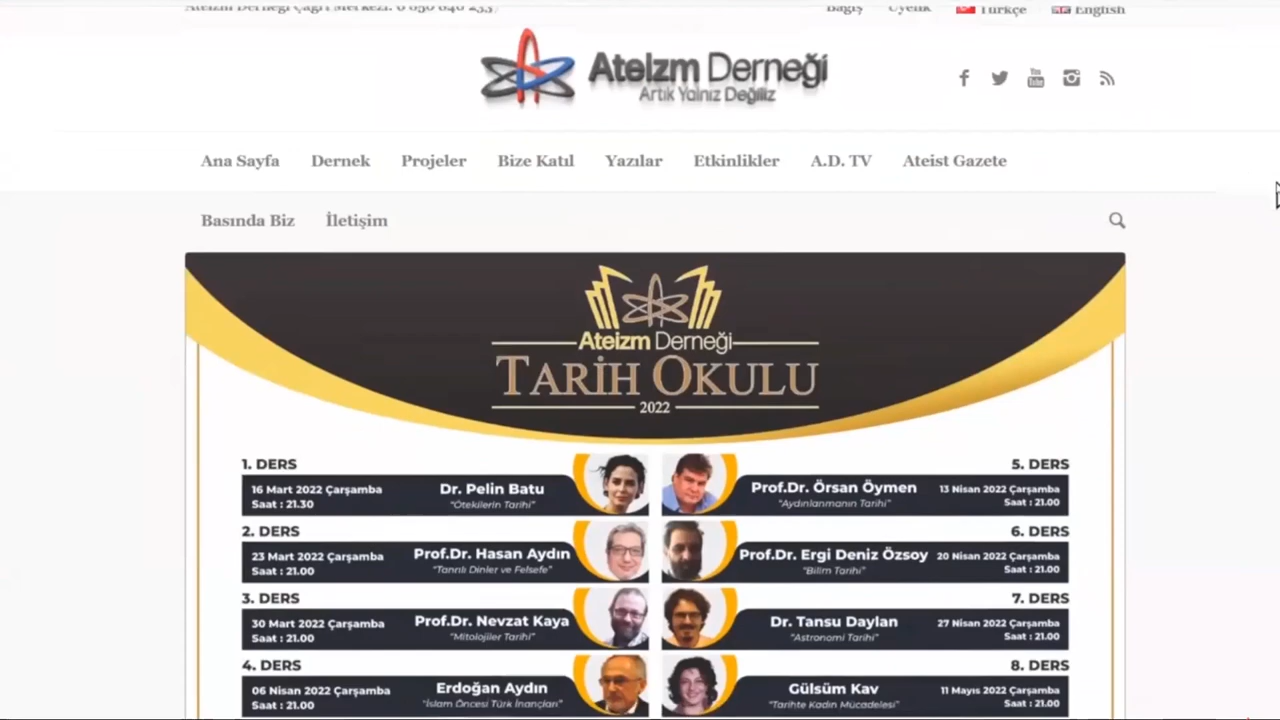 Bağış Üyelik Türkçe English
Ateizm Derneği
Artık Yalnız Değiliz
Ana Sayfa Dernek Projeler Bize Katıl Yazılar Etkinlikler A.D. TV Ateist Gazete
Basında Biz İletişim
Ateizm Derneği
TARİH OKULU
2022
1. DERS
16 Mart 2022 Çarşamba
Saat : 21.30
Dr. Pelin Batu
"Ötekilerin Tarihi"
2. DERS
23 Mart 2022 Çarşamba
Saat : 21.00
Prof.Dr. Hasan Aydın
"Tanrılı Dinler ve Felsefe"
3. DERS
30 Mart 2022 Çarşamba
Saat : 21.00
Prof.Dr. Nevzat Kaya
"Mitolojiler Tarihi"
4. DERS
06 Nisan 2022 Çarşamba
Saat : 21.00
Erdoğan Aydın
"İslam Öncesi Türk İnançları"
5. DERS
Prof.Dr. Örsan Öymen
"Aydınlanmanın Tarihi"
13 Nisan 2022 Çarşamba
Saat : 21.00
6. DERS
Prof.Dr. Ergi Deniz Özsoy
"Bilim Tarihi"
20 Nisan 2022 Çarşamba
Saat : 21.00
7. DERS
Dr. Tansu Daylan
"Astronomi Tarihi"
27 Nisan 2022 Çarşamba
Saat : 21.00
8. DERS
Gülsüm Kav
"Tarihte Kadın Mücadelesi"
11 Mayıs 2022 Çarşamba
Saat : 21.00